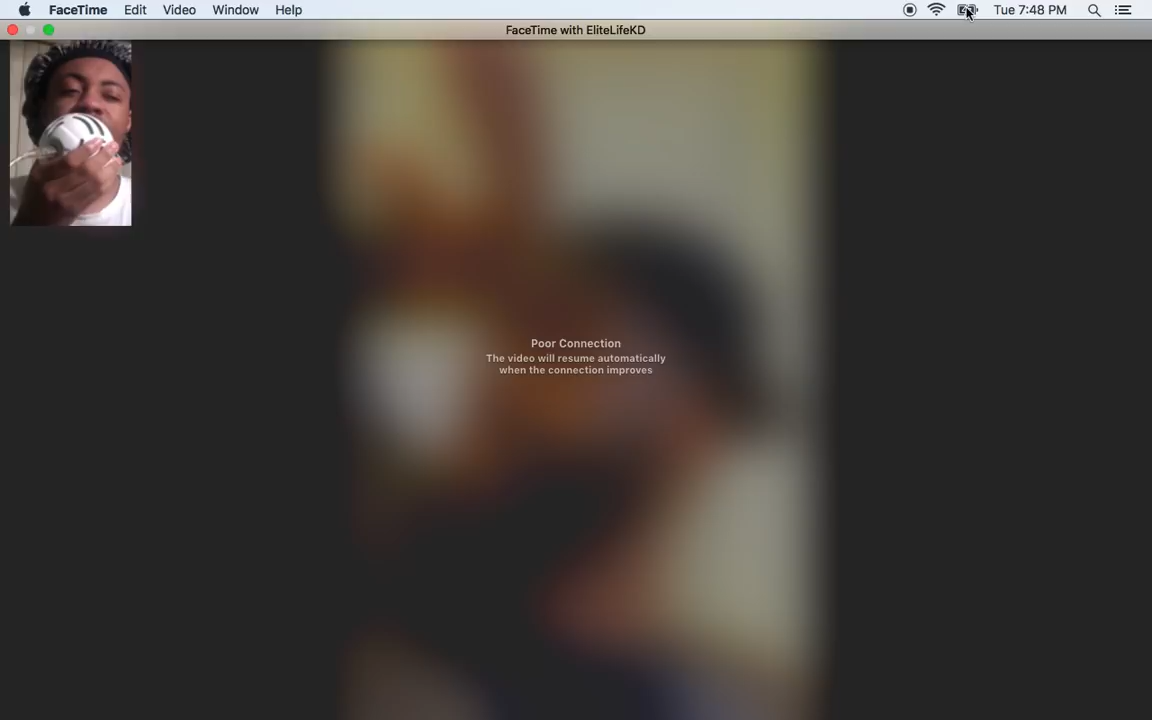 FaceTime Edit Video Window Help Tue 7:48 PM
FaceTime with EliteLifeKD
Poor Connection
The video will resume automatically
when the connection improves